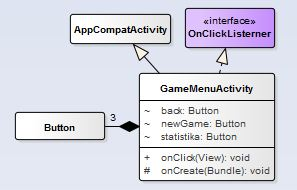 AppCompatActivity
«interface»
OnClickListerner
GameMenuActivity
~ back: Button
~ newGame: Button
~ statistika: Button
+ onClick(View): void
# onCreate(Bundle): void
3
Button